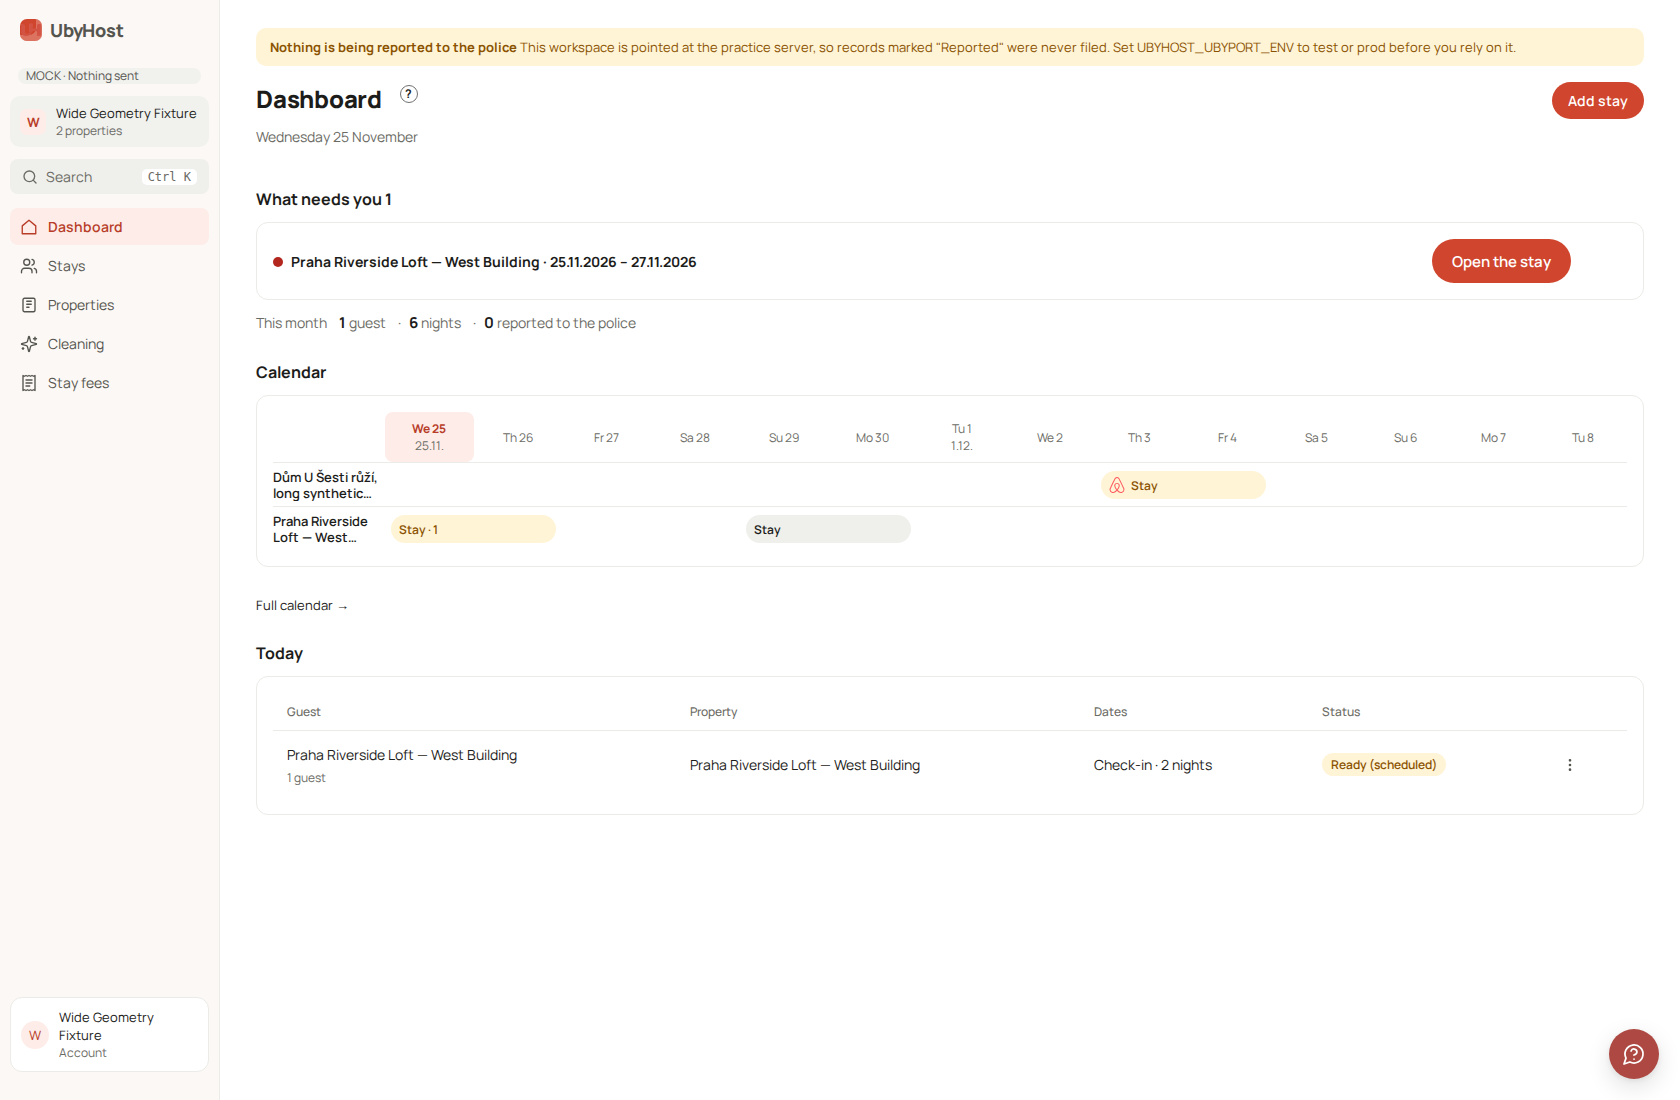 UbyHost
MOCK · Nothing sent
W
Wide Geometry Fixture
2 properties
Search
Ctrl K
Dashboard
Stays
Properties
Cleaning
Stay fees
W
Wide Geometry
Fixture
Account
Nothing is being reported to the police This workspace is pointed at the practice server, so records marked "Reported" were never filed. Set UBYHOST_UBYPORT_ENV to test or prod before you rely on it.
Dashboard ?
Add stay
Wednesday 25 November
What needs you 1
Praha Riverside Loft — West Building · 25.11.2026 – 27.11.2026
Open the stay
This month 1 guest · 6 nights · 0 reported to the police
Calendar
We 25 Th 26 Fr 27 Sa 28 Su 29 Mo 30 Tu 1 We 2 Th 3 Fr 4 Sa 5 Su 6 Mo 7 Tu 8
25.11. 1.12.
Dům U Šesti růží,
long synthetic…
Stay
Praha Riverside
Loft — West…
Stay · 1
Stay
Full calendar →
Today
Guest Property Dates Status
Praha Riverside Loft — West Building
1 guest
Praha Riverside Loft — West Building
Check-in · 2 nights
Ready (scheduled)